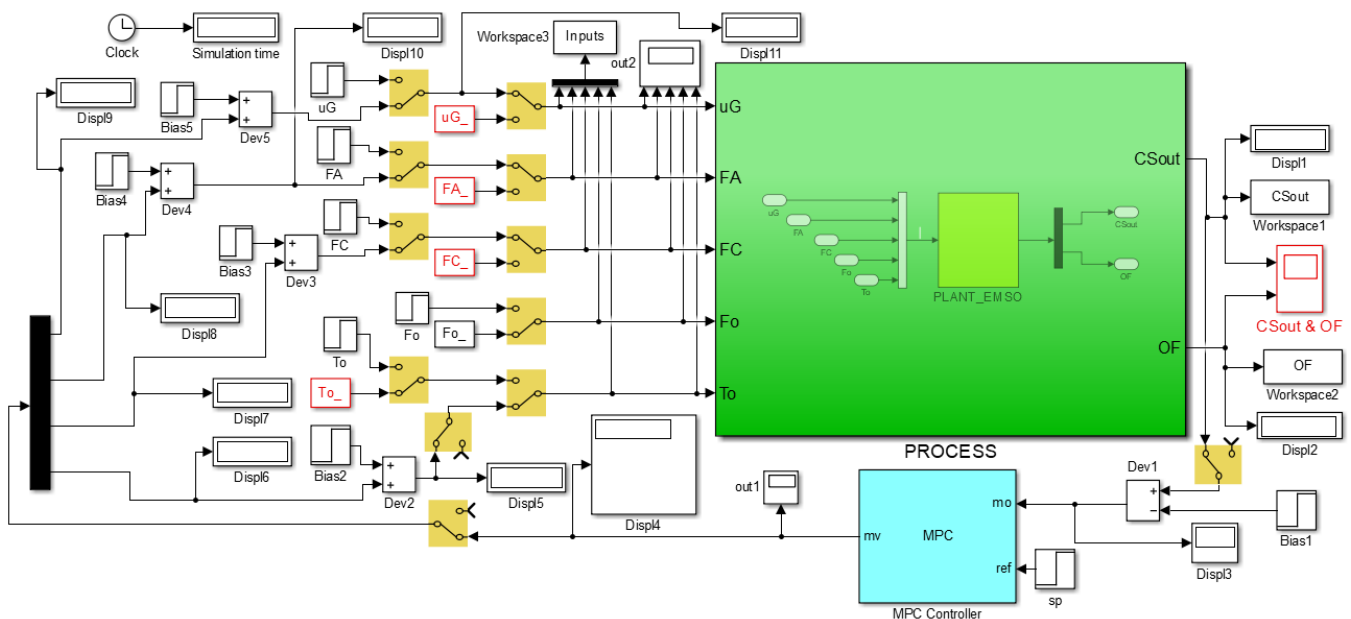 Clock
Simulation time
Displ10
Workspace3
Inputs
out2
Displ11
Displ9
Bias5
+
+
Dev5
uG
uG_
Bias4
+
+
Dev4
FA
FA_
Bias3
+
+
Dev3
FC
FC_
Displ8
Fo
Fo_
To
To_
Displ7
Displ6
Bias2
+
+
Dev2
Displ5
Displ4
uG
FA
FC
Fo
To
CSout
OF
uG
FA
FC
Fo
To
PLANT_EMSO
CSout
OF
PROCESS
Displ1
CSout
Workspace1
CSout & OF
OF
Workspace2
Displ2
out1
mv
MPC
mo
ref
MPC Controller
Dev1
+
−
Bias1
Displ3
sp